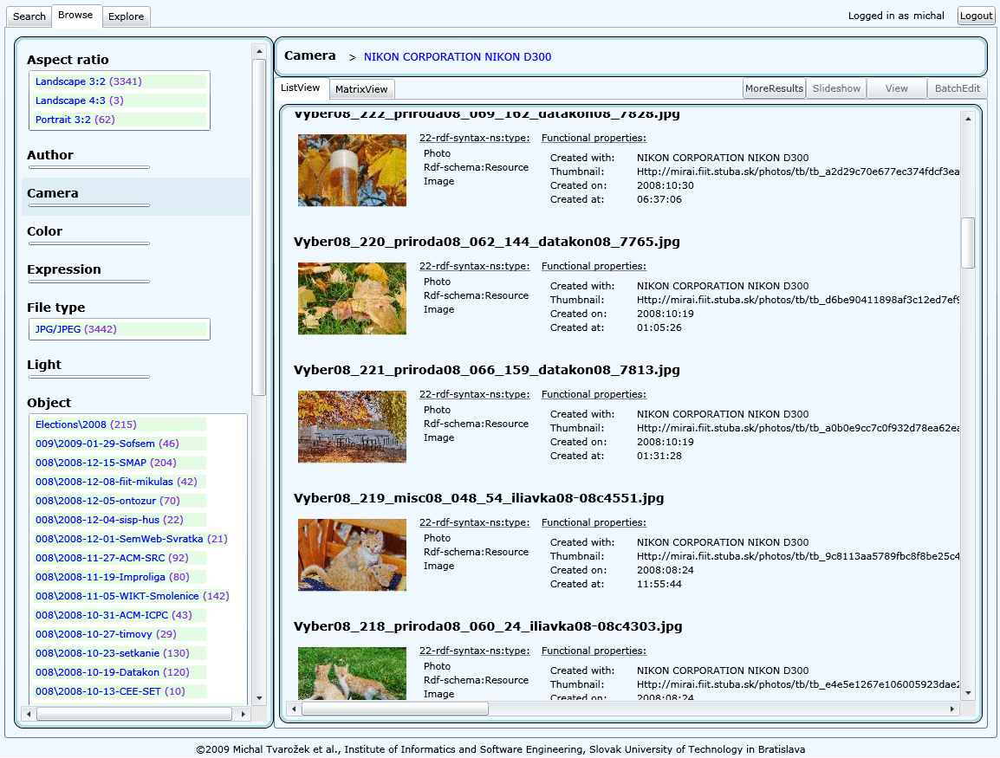 Search Browse Explore Logged in as michal Logout
Aspect ratio
Landscape 3:2 (3341)
Landscape 4:3 (3)
Portrait 3:2 (62)
Author
Camera
Color
Expression
File type
JPG/JPEG (3442)
Light
Object
Elections\2008 (215)
009\2009-01-29-Sofsem (46)
008\2008-12-15-SMAP (204)
008\2008-12-08-fiit-mikulas (42)
008\2008-12-05-ontozur (70)
008\2008-12-04-sisp-hus (22)
008\2008-12-01-SemWeb-Svratka (21)
008\2008-11-27-ACM-SRC (92)
008\2008-11-19-Improliga (80)
008\2008-11-05-WIKT-Smolenice (142)
008\2008-10-31-ACM-ICPC (43)
008\2008-10-27-timovy (29)
008\2008-10-23-setkanie (130)
008\2008-10-19-Datakon (120)
008\2008-10-13-CEE-SET (10)
Camera > NIKON CORPORATION NIKON D300
ListView MatrixView MoreResults Slideshow View BatchEdit
Vyber08_222_priroda08_069_162_datakon08_7828.jpg
22-rdf-syntax-ns:type: Functional properties:
Photo
Rdf-schema:Resource
Image
Created with: NIKON CORPORATION NIKON D300
Thumbnail: Http://mirai.fiit.stuba.sk/photos/tb/tb_a2d29c70e677ec374fdcf3ea
Created on: 2008:10:30
Created at: 06:37:06
Vyber08_220_priroda08_062_144_datakon08_7765.jpg
22-rdf-syntax-ns:type: Functional properties:
Photo
Rdf-schema:Resource
Image
Created with: NIKON CORPORATION NIKON D300
Thumbnail: Http://mirai.fiit.stuba.sk/photos/tb/tb_d6be90411898af3c12ed7ef9
Created on: 2008:10:19
Created at: 01:05:26
Vyber08_221_priroda08_066_159_datakon08_7813.jpg
22-rdf-syntax-ns:type: Functional properties:
Photo
Rdf-schema:Resource
Image
Created with: NIKON CORPORATION NIKON D300
Thumbnail: Http://mirai.fiit.stuba.sk/photos/tb/tb_a0b0e9cc7c0f932d78ea62ea
Created on: 2008:10:19
Created at: 01:31:28
Vyber08_219_misc08_048_54_iliavka08-08c4551.jpg
22-rdf-syntax-ns:type: Functional properties:
Photo
Rdf-schema:Resource
Image
Created with: NIKON CORPORATION NIKON D300
Thumbnail: Http://mirai.fiit.stuba.sk/photos/tb/tb_9c8113aa5789fbc8f8be25c4
Created on: 2008:08:24
Created at: 11:55:44
Vyber08_218_priroda08_060_24_iliavka08-08c4303.jpg
22-rdf-syntax-ns:type: Functional properties:
Photo
Rdf-schema:Resource
Image
Created with: NIKON CORPORATION NIKON D300
Thumbnail: Http://mirai.fiit.stuba.sk/photos/tb/tb_e4e5e1267e106005923dae2
Created on: 2008:08:24
©2009 Michal Tvarožek et al., Institute of Informatics and Software Engineering, Slovak University of Technology in Bratislava